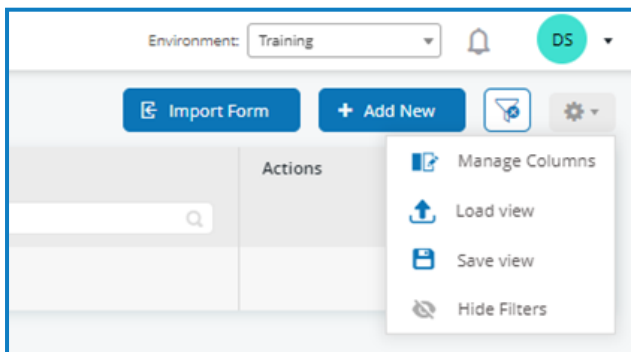 Environment: Training DS
Import Form + Add New
Actions
Manage Columns
Load view
Save view
Hide Filters